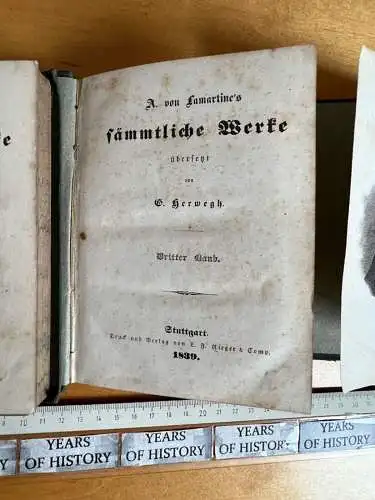 A. von Lamartine's
sämmtliche Werke
übersetzt
von
G. Herwegh.
Dritter Band.
Stuttgart.
Druck und Verlag von L. F. Rieger & Comp.
1839.
YEARS
OF HISTORY
YEARS
OF HISTORY
YEARS
OF HISTORY
YEARS
OF HISTORY